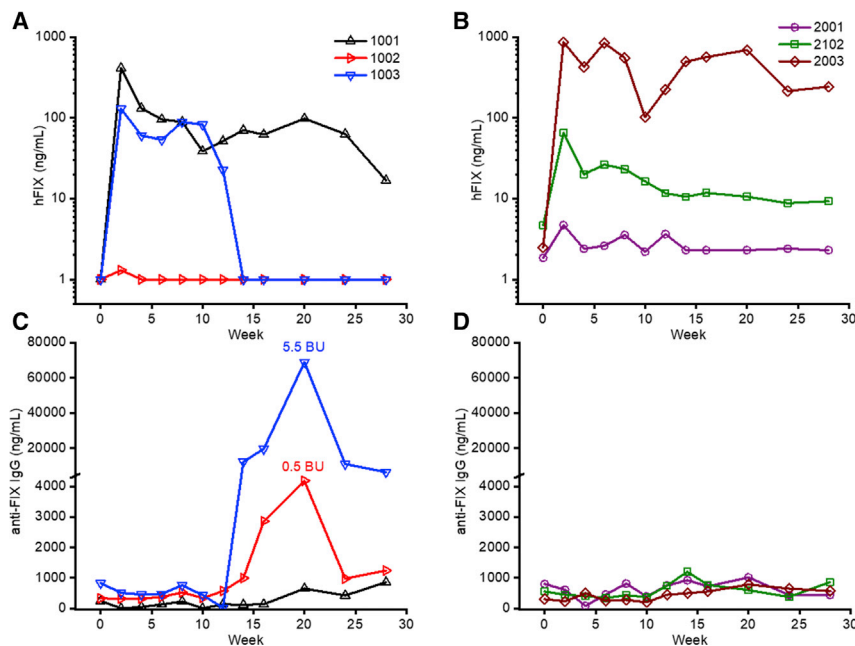 A
1001
1002
1003
hFIX (ng/mL)
1000
100
10
1
0 5 10 15 20 25 30
Week
B
2001
2102
2003
hFIX (ng/mL)
1000
100
10
1
0 5 10 15 20 25 30
Week
C
anti-FIX IgG (ng/mL)
80000
60000
40000
20000
4000
3000
2000
1000
0
5.5 BU
0.5 BU
0 5 10 15 20 25 30
Week
D
anti-FIX IgG (ng/mL)
80000
60000
40000
20000
4000
3000
2000
1000
0
0 5 10 15 20 25 30
Week